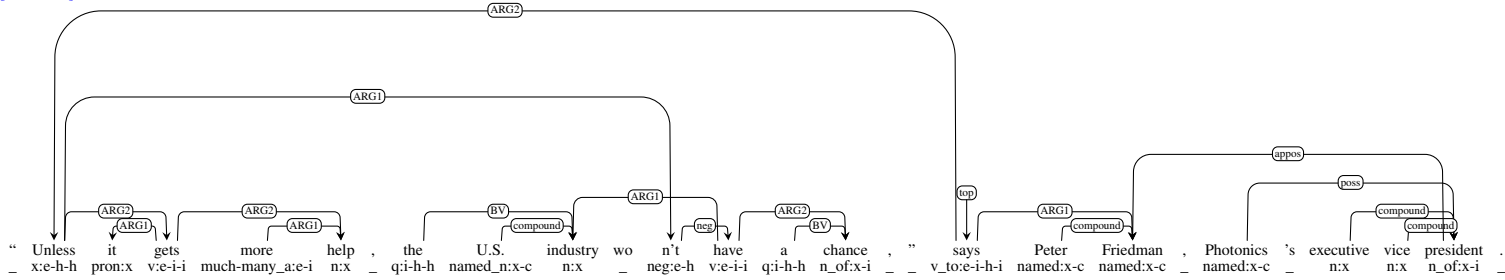 ARG2
ARG1
appos
top
poss
ARG2 ARG2 BV ARG1 ARG2 ARG1 compound
ARG1 ARG1 compound neg BV compound compound
“ Unless it gets more help , the U.S. industry wo n't have a chance , ” says Peter Friedman , Photonics 's executive vice president .
_ x:e-h-h pron:x v:e-i-i much-many_a:e-i n:x _ q:i-h-h named_n:x-c n:x _ neg:e-h v:e-i-i q:i-h-h n_of:x-i _ _ v_to:e-i-h-i named:x-c named:x-c _ named:x-c _ n:x n:x n_of:x-i _